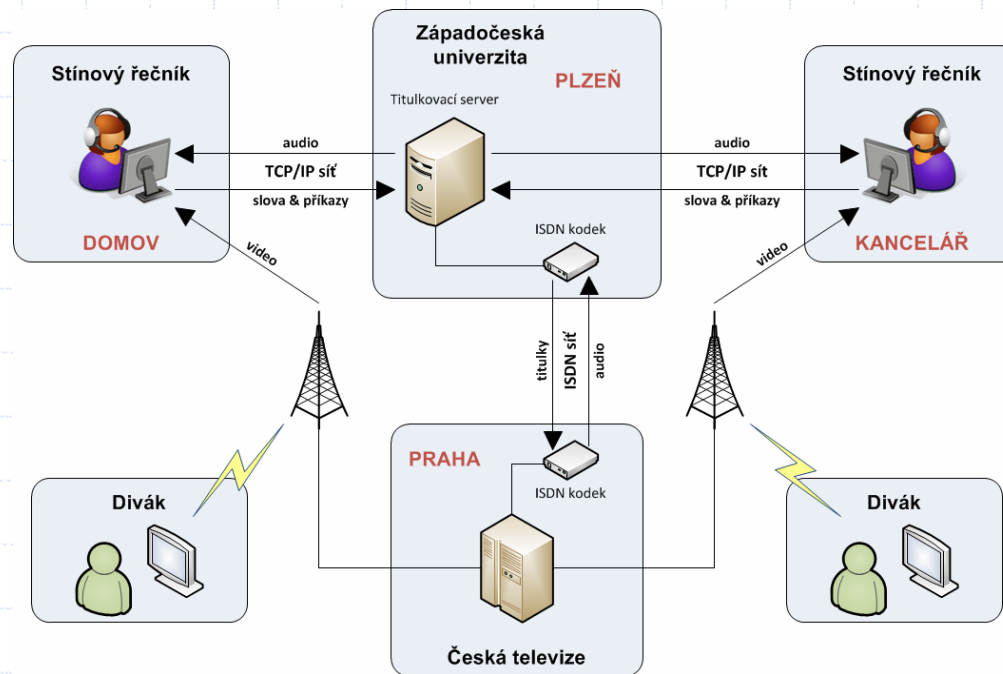 Stínový řečník
DOMOV
Západočeská
univerzita
PLZEŇ
Titulkovací server
ISDN kodek
Stínový řečník
KANCELÁŘ
audio
TCP/IP síť
slova & příkazy
audio
TCP/IP sít
slova & příkazy
video
video
titulky
ISDN síť
audio
PRAHA
ISDN kodek
Česká televize
Divák
Divák